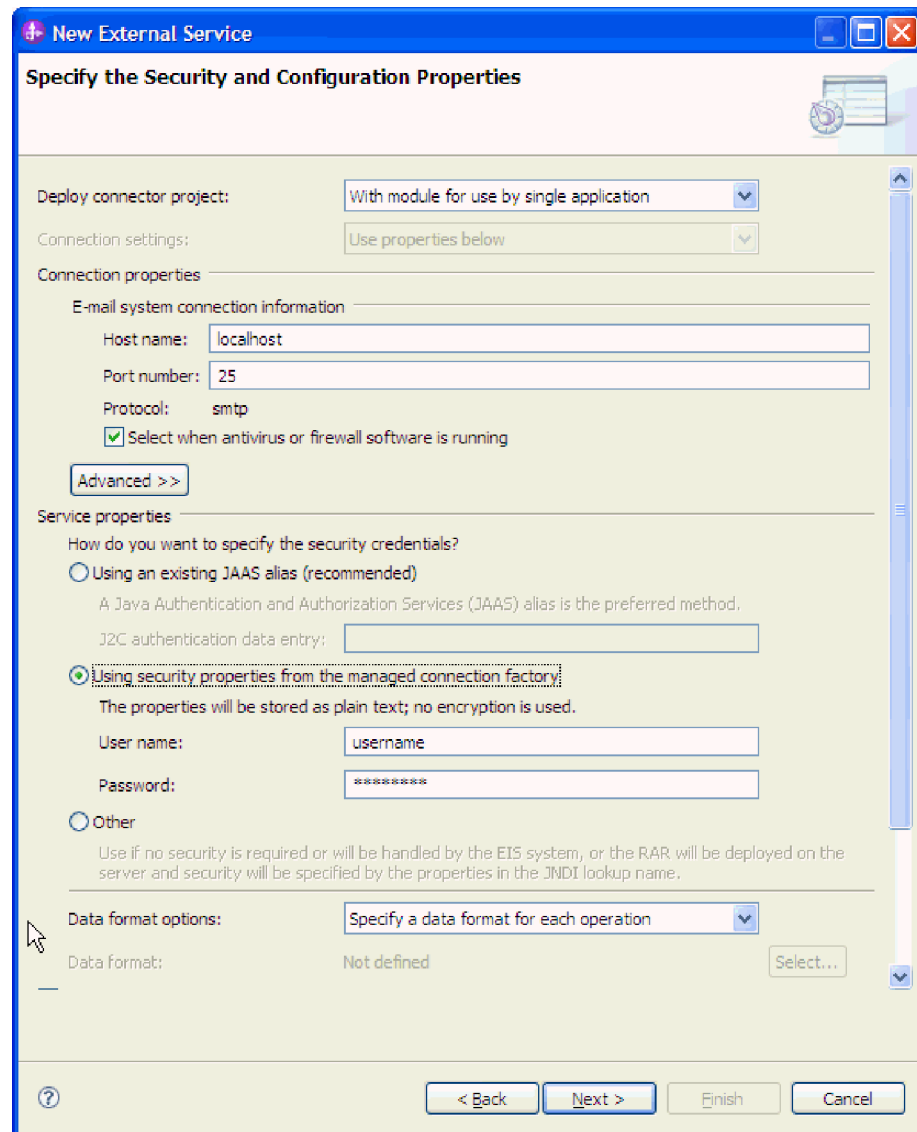 New External Service
Specify the Security and Configuration Properties
Deploy connector project: With module for use by single application
Connection settings: Use properties below
Connection properties
E-mail system connection information
Host name: localhost
Port number: 25
Protocol: smtp
Select when antivirus or firewall software is running
Advanced >>
Service properties
How do you want to specify the security credentials?
Using an existing JAAS alias (recommended)
A Java Authentication and Authorization Services (JAAS) alias is the preferred method.
J2C authentication data entry:
Using security properties from the managed connection factory
The properties will be stored as plain text; no encryption is used.
User name: username
Password: ********
Other
Use if no security is required or will be handled by the EIS system, or the RAR will be deployed on the
server and security will be specified by the properties in the JNDI lookup name.
Data format options: Specify a data format for each operation
Data format: Not defined Select...
? < Back Next > Finish Cancel